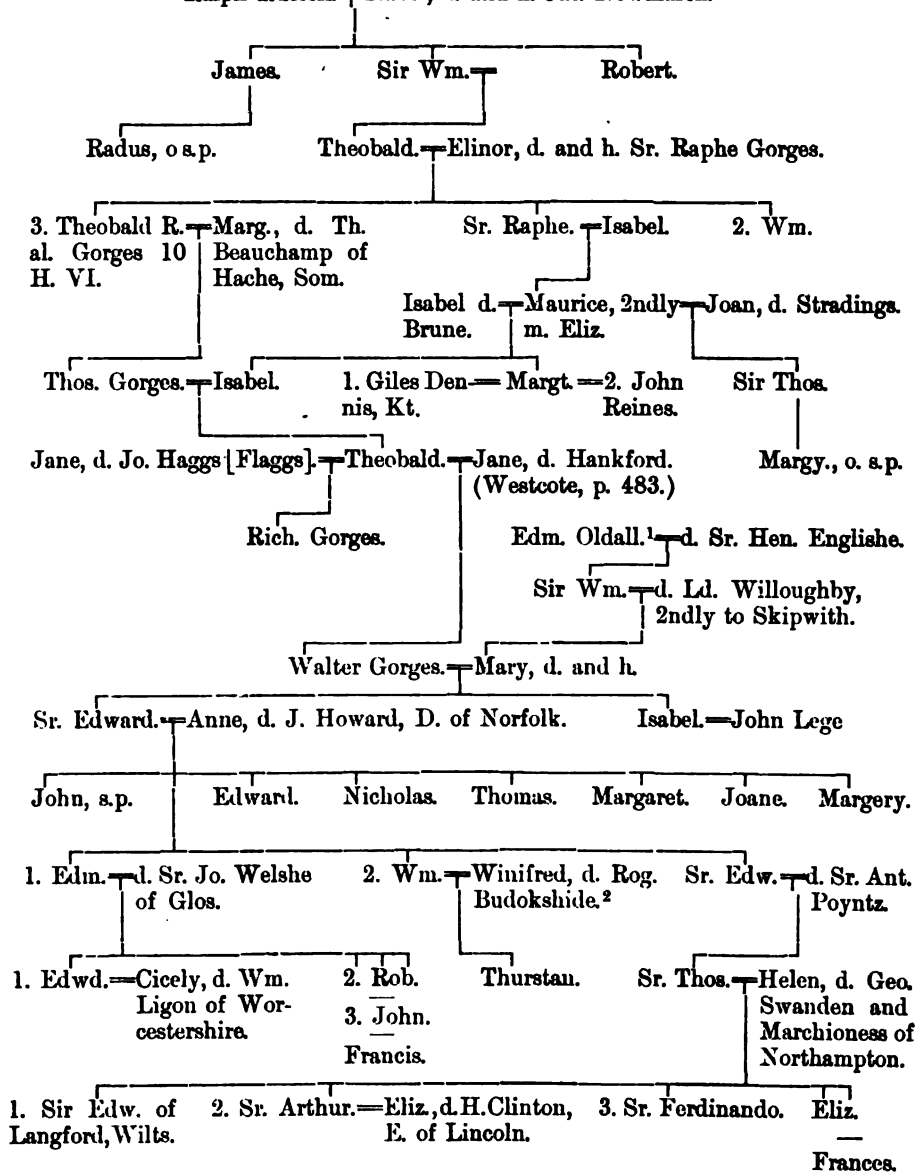 James. Sir Wm. Robert.
Radus, o s.p. Theobald. Elinor, d. and h. Sr. Raphe Gorges.
3. Theobald R. Marg., d. Th. Sr. Raphe. Isabel. 2. Wm.
al. Gorges 10 Beauchamp of
H. VI. Hache, Som.
Isabel d. Maurice, 2ndly Joan, d. Stradings.
Brune. m. Eliz.
Thos. Gorges. Isabel. 1. Giles Den- Margt. 2. John Sir Thos.
nis, Kt. Reines.
Jane, d. Jo. Haggs [Flaggs]. Theobald. Jane, d. Hankford. Margy., o. s.p.
(Westcote, p. 483.)
Rich. Gorges. Edm. Oldall.¹ d. Sr. Hen. Englishe.
Sir Wm. d. Ld. Willoughby,
2ndly to Skipwith.
Walter Gorges. Mary, d. and h.
Sr. Edward. Anne, d. J. Howard, D. of Norfolk. Isabel. John Lege
John, s.p. Edward. Nicholas. Thomas. Margaret. Joane. Margery.
1. Edm. d. Sr. Jo. Welshe 2. Wm. Winifred, d. Rog. Sr. Edw. d. Sr. Ant.
of Glos. Budokshide.² Poyntz.
1. Edwd. Cicely, d. Wm. 2. Rob. Thurstan. Sr. Thos. Helen, d. Geo.
Ligon of Wor- 3. John. Swanden and
cestershire. Francis. Marchioness of
Northampton.
1. Sir Edw. of 2. Sr. Arthur. Eliz., d. H. Clinton, 3. Sr. Ferdinando. Eliz.
Langford, Wilts. E. of Lincoln.
Frances.